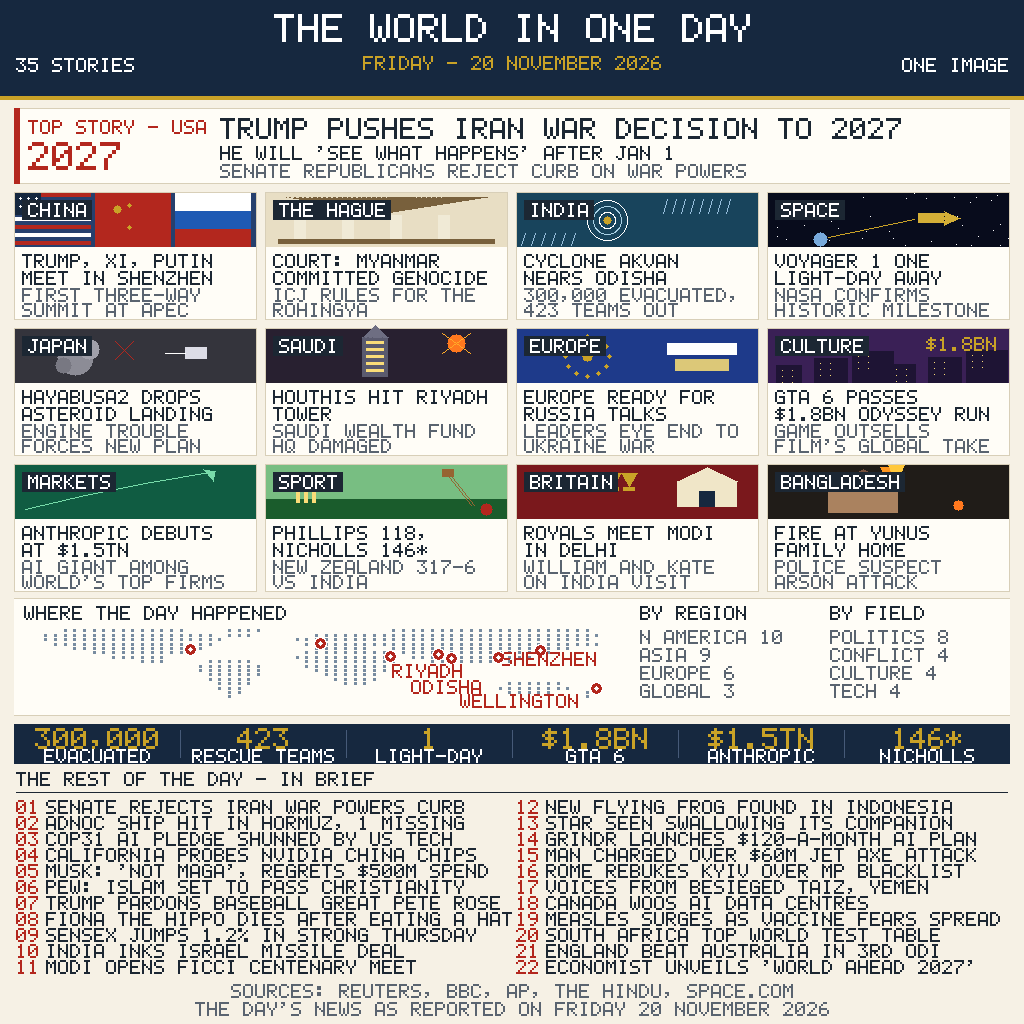 THE WORLD IN ONE DAY
35 STORIES
FRIDAY - 20 NOVEMBER 2026
ONE IMAGE
TOP STORY - USA
2027
TRUMP PUSHES IRAN WAR DECISION TO 2027
HE WILL 'SEE WHAT HAPPENS' AFTER JAN 1
SENATE REPUBLICANS REJECT CURB ON WAR POWERS
CHINA
TRUMP, XI, PUTIN
MEET IN SHENZHEN
FIRST THREE-WAY
SUMMIT AT APEC
THE HAGUE
COURT: MYANMAR
COMMITTED GENOCIDE
ICJ RULES FOR THE
ROHINGYA
INDIA
CYCLONE AKVAN
NEARS ODISHA
300,000 EVACUATED,
423 TEAMS OUT
SPACE
VOYAGER 1 ONE
LIGHT-DAY AWAY
NASA CONFIRMS
HISTORIC MILESTONE
JAPAN
HAYABUSA2 DROPS
ASTEROID LANDING
ENGINE TROUBLE
FORCES NEW PLAN
SAUDI
HOUTHIS HIT RIYADH
TOWER
SAUDI WEALTH FUND
HQ DAMAGED
EUROPE
EUROPE READY FOR
RUSSIA TALKS
LEADERS EYE END TO
UKRAINE WAR
CULTURE
$1.8BN
GTA 6 PASSES
$1.8BN ODYSSEY RUN
GAME OUTSELLS
FILM'S GLOBAL TAKE
MARKETS
ANTHROPIC DEBUTS
AT $1.5TN
AI GIANT AMONG
WORLD'S TOP FIRMS
SPORT
PHILLIPS 118,
NICHOLLS 146*
NEW ZEALAND 317-6
VS INDIA
BRITAIN
ROYALS MEET MODI
IN DELHI
WILLIAM AND KATE
ON INDIA VISIT
BANGLADESH
FIRE AT YUNUS
FAMILY HOME
POLICE SUSPECT
ARSON ATTACK
WHERE THE DAY HAPPENED
SHENZHEN
RIYADH
ODISHA
WELLINGTON
BY REGION
N AMERICA 10
ASIA 9
EUROPE 6
GLOBAL 3
BY FIELD
POLITICS 8
CONFLICT 4
CULTURE 4
TECH 4
300,000
EVACUATED
423
RESCUE TEAMS
1
LIGHT-DAY
$1.8BN
GTA 6
$1.5TN
ANTHROPIC
146*
NICHOLLS
THE REST OF THE DAY - IN BRIEF
01 SENATE REJECTS IRAN WAR POWERS CURB
02 ADNOC SHIP HIT IN HORMUZ, 1 MISSING
03 COP31 AI PLEDGE SHUNNED BY US TECH
04 CALIFORNIA PROBES NVIDIA CHINA CHIPS
05 MUSK: 'NOT MAGA', REGRETS $500M SPEND
06 PEW: ISLAM SET TO PASS CHRISTIANITY
07 TRUMP PARDONS BASEBALL GREAT PETE ROSE
08 FIONA THE HIPPO DIES AFTER EATING A HAT
09 SENSEX JUMPS 1.2% IN STRONG THURSDAY
10 INDIA INKS ISRAEL MISSILE DEAL
11 MODI OPENS FICCI CENTENARY MEET
12 NEW FLYING FROG FOUND IN INDONESIA
13 STAR SEEN SWALLOWING ITS COMPANION
14 GRINDR LAUNCHES $120-A-MONTH AI PLAN
15 MAN CHARGED OVER $60M JET AXE ATTACK
16 ROME REBUKES KYIV OVER MP BLACKLIST
17 VOICES FROM BESIEGED TAIZ, YEMEN
18 CANADA WOOS AI DATA CENTRES
19 MEASLES SURGES AS VACCINE FEARS SPREAD
20 SOUTH AFRICA TOP WORLD TEST TABLE
21 ENGLAND BEAT AUSTRALIA IN 3RD ODI
22 ECONOMIST UNVEILS 'WORLD AHEAD 2027'
SOURCES: REUTERS, BBC, AP, THE HINDU, SPACE.COM
THE DAY'S NEWS AS REPORTED ON FRIDAY 20 NOVEMBER 2026